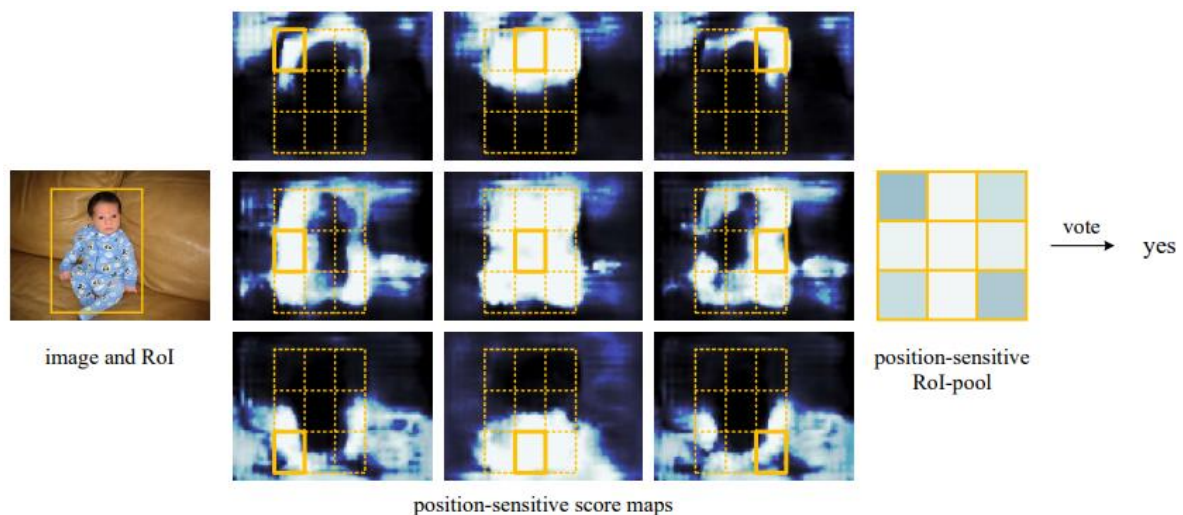 image and RoI
position-sensitive score maps
position-sensitive
RoI-pool
vote
yes